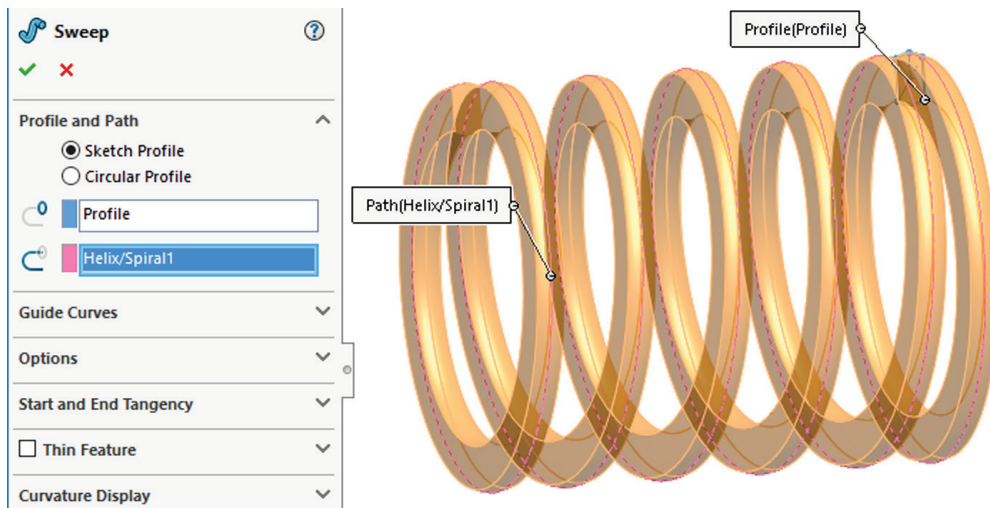 Sweep
Profile and Path
Sketch Profile
Circular Profile
Profile
Helix/Spiral1
Guide Curves
Options
Start and End Tangency
Thin Feature
Curvature Display
Profile(Profile)
Path(Helix/Spiral1)